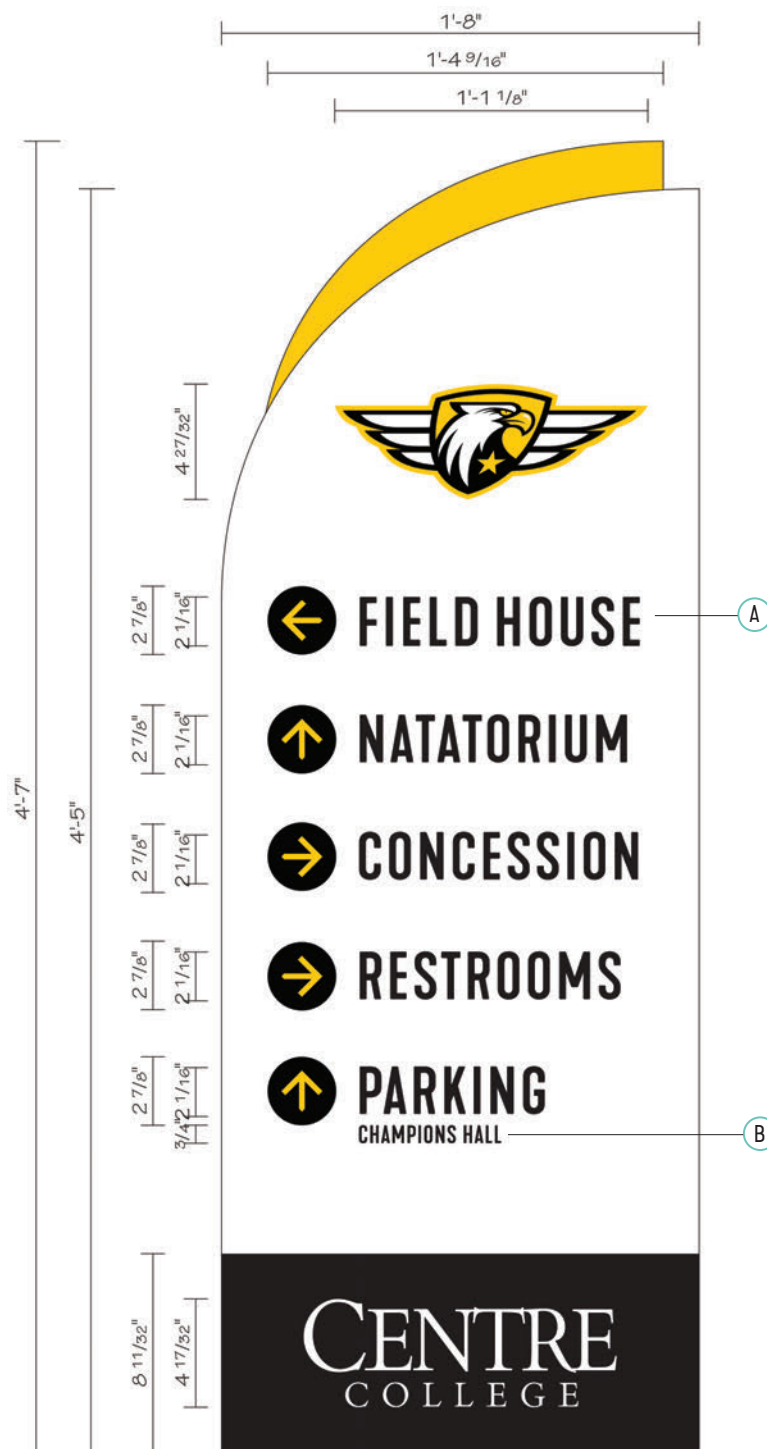 1'-8"
1'-4 9/16"
1'-1 1/8"
4 27/32"
2 7/8"
2 1/16"
FIELD HOUSE
A
2 7/8"
2 1/16"
NATATORIUM
4'-7"
4'-5"
2 7/8"
2 1/16"
CONCESSION
2 7/8"
2 1/16"
RESTROOMS
2 7/8"
2 1/16"
PARKING
3/4"
CHAMPIONS HALL
B
8 11/32"
4 17/32"
CENTRE
COLLEGE